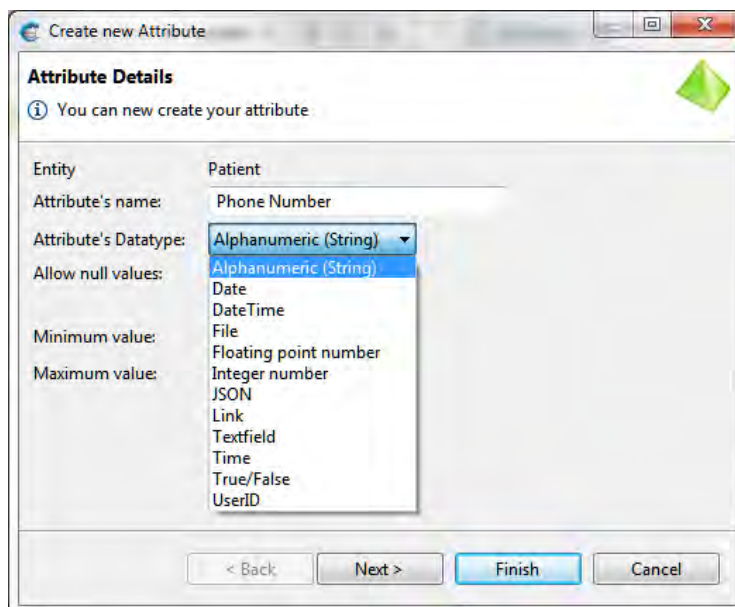 Create new Attribute
Attribute Details
You can new create your attribute
Entity Patient
Attribute's name: Phone Number
Attribute's Datatype: Alphanumeric (String)
Allow null values:
Minimum value:
Maximum value:
Alphanumeric (String)
Date
DateTime
File
Floating point number
Integer number
JSON
Link
Textfield
Time
True/False
UserID
< Back Next > Finish Cancel